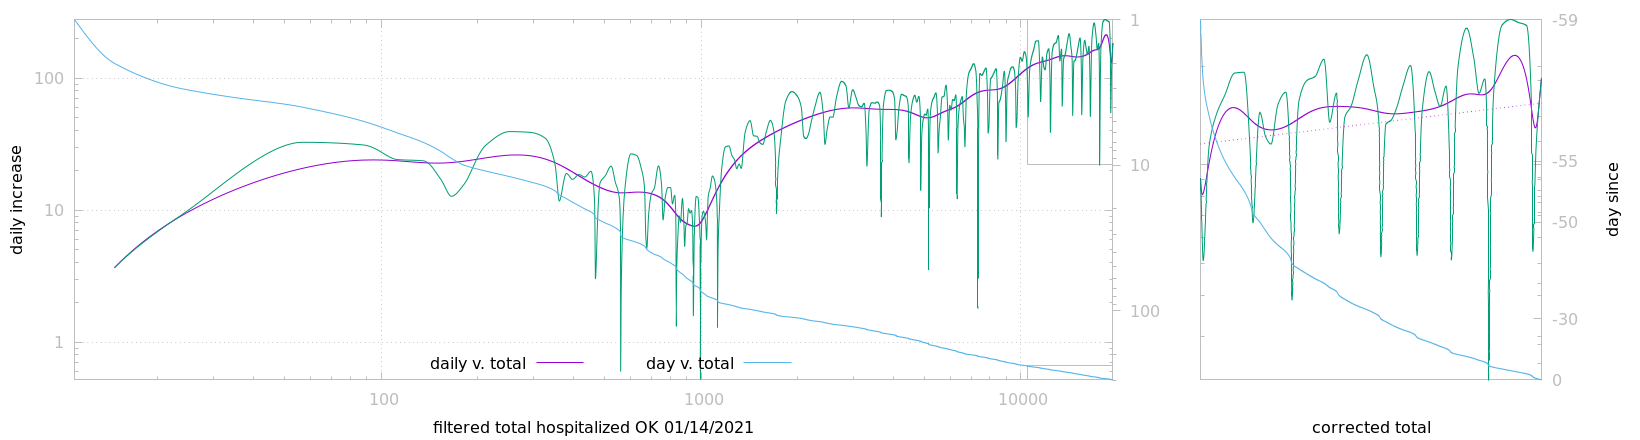 daily increase
100
10
1
daily v. total
day v. total
100
1000
10000
filtered total hospitalized OK 01/14/2021
1
10
100
-59
-55
-50
-30
0
day since
corrected total